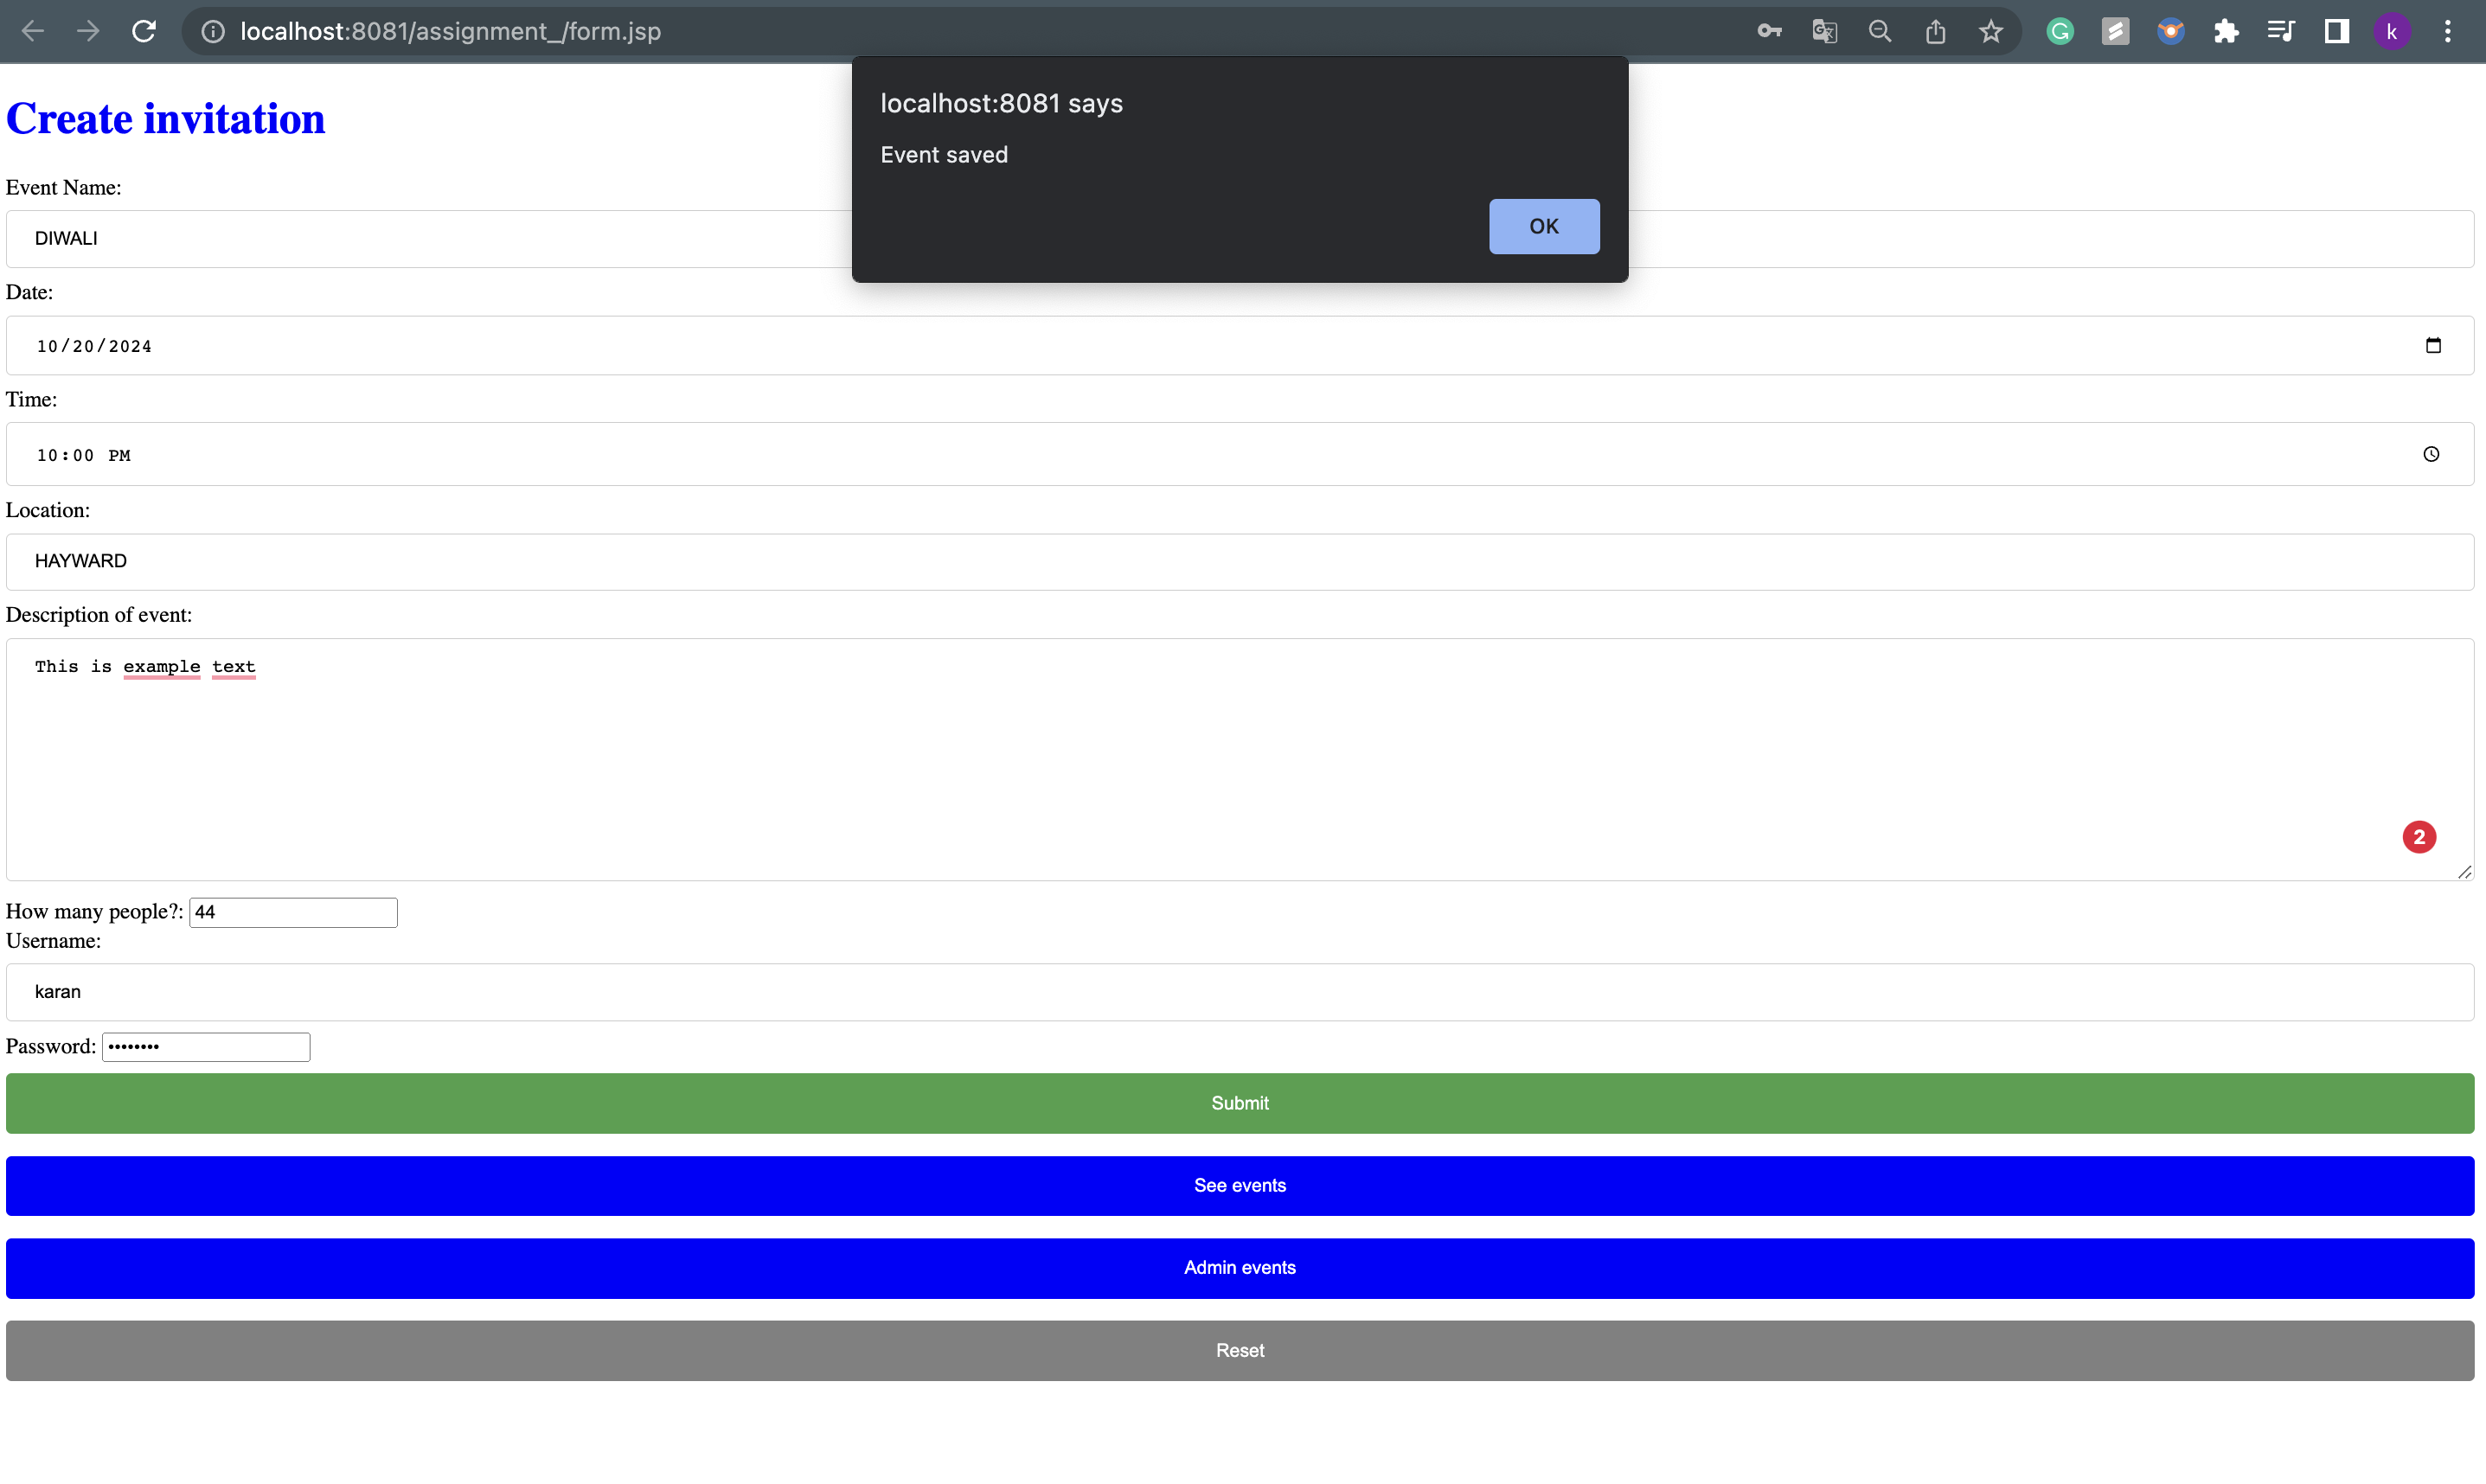 localhost:8081/assignment_/form.jsp
k
localhost:8081 says
Event saved
OK
Create invitation
Event Name:
DIWALI
Date:
10/20/2024
Time:
10:00 PM
Location:
HAYWARD
Description of event:
This is example text
2
How many people?: 44
Username:
karan
Password: ••••••••
Submit
See events
Admin events
Reset